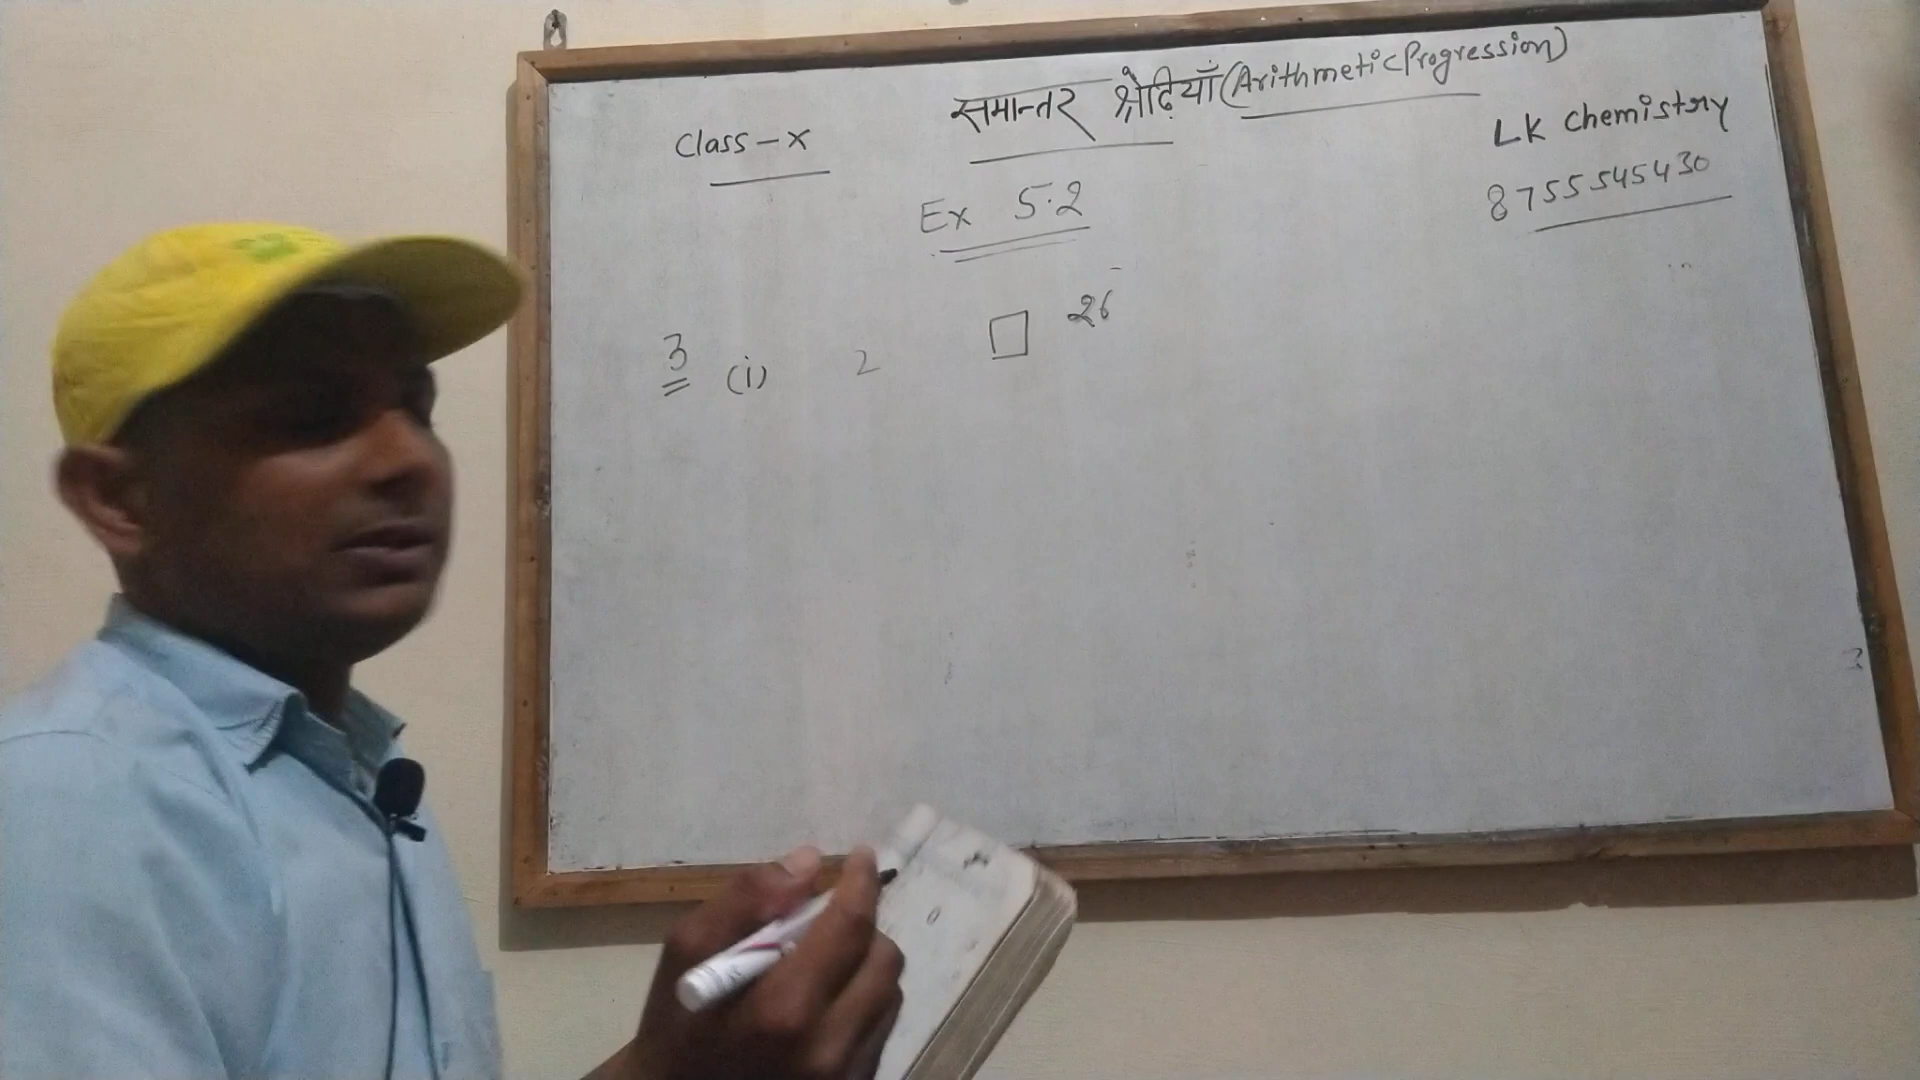 समान्तर श्रेढ़ियाँ (Arithmetic Progression)
Class - X
LK Chemistry
8755545430
Ex 5.2
3 (i) 2 □ 26